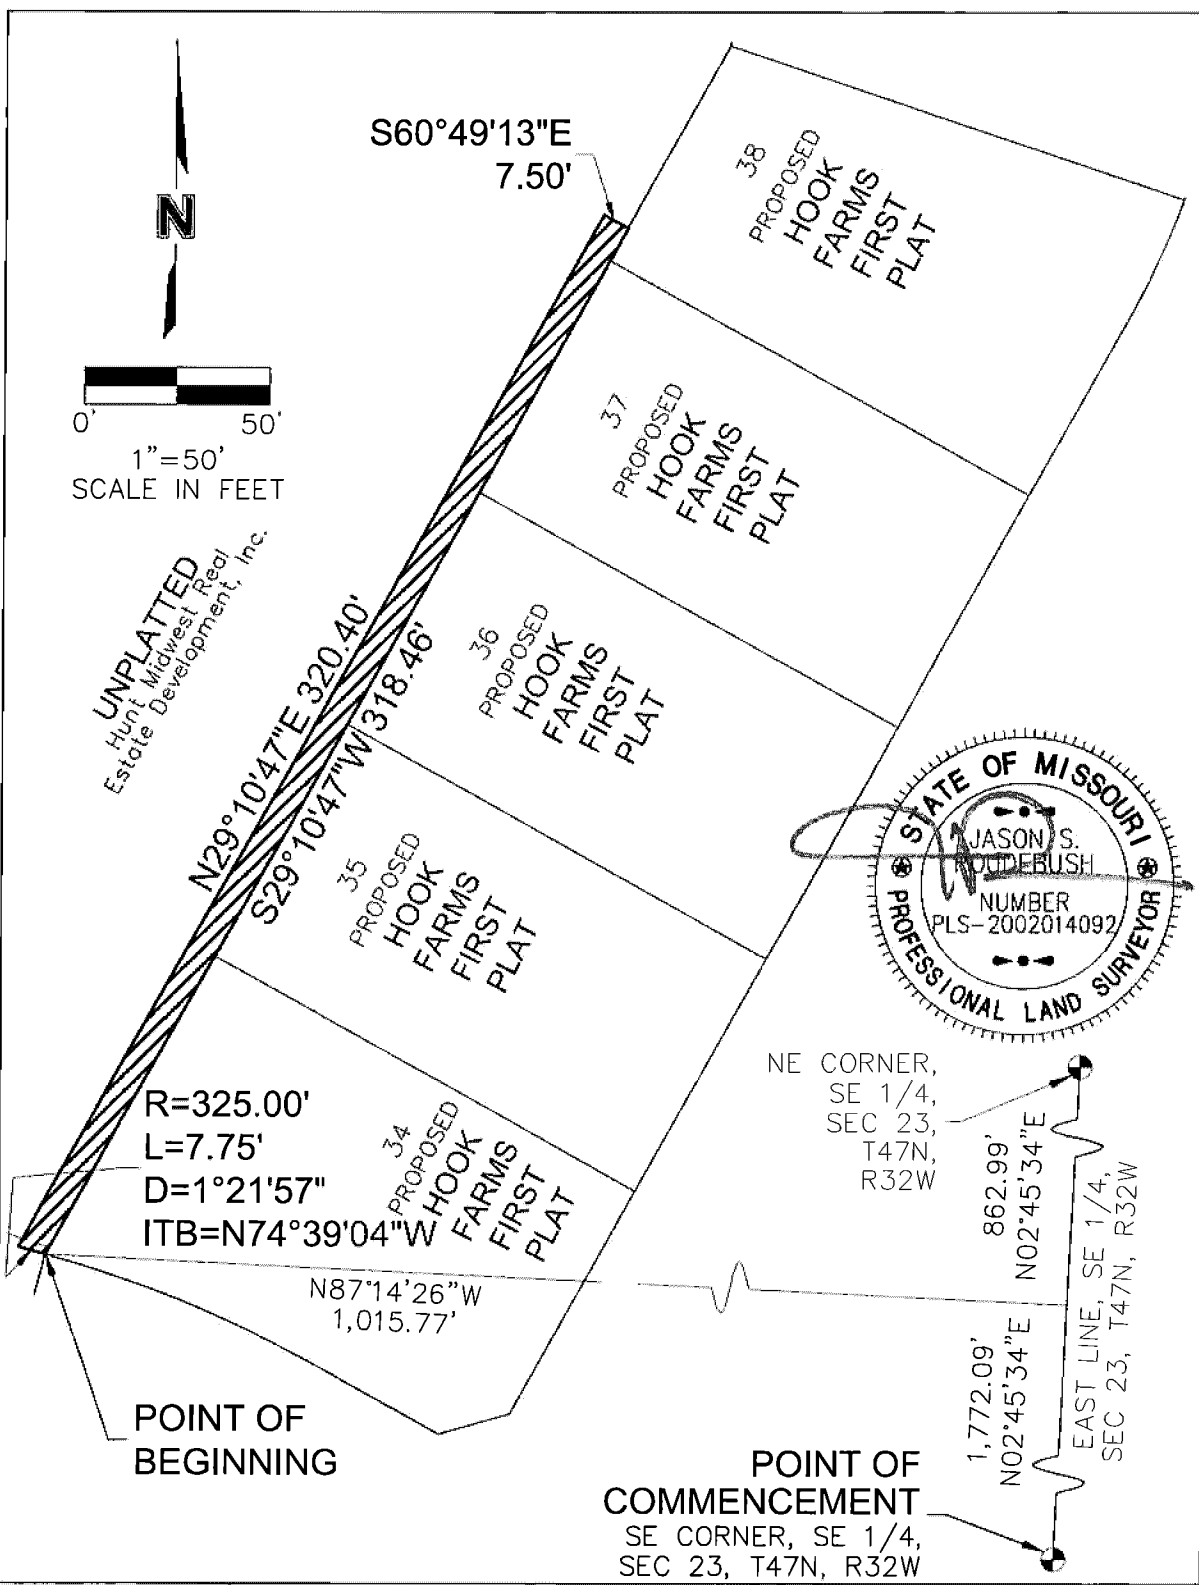 N
0' 50'
1"=50'
SCALE IN FEET
S60°49'13"E
7.50'
38
PROPOSED
HOOK
FARMS
FIRST
PLAT
37
PROPOSED
HOOK
FARMS
FIRST
PLAT
UNPLATTED
Hunt Midwest Real
Estate Development, Inc.
N29°10'47"E 320.40'
S29°10'47"W 318.46'
36
PROPOSED
HOOK
FARMS
FIRST
PLAT
35
PROPOSED
HOOK
FARMS
FIRST
PLAT
STATE OF MISSOURI
JASON S.
ROUDEBUSH
NUMBER
PLS-2002014092
PROFESSIONAL LAND SURVEYOR
R=325.00'
L=7.75'
D=1°21'57"
ITB=N74°39'04"W
34
PROPOSED
HOOK
FARMS
FIRST
PLAT
NE CORNER,
SE 1/4,
SEC 23,
T47N,
R32W
862.99'
N02°45'34"E
EAST LINE, SE 1/4,
SEC 23, T47N, R32W
N87°14'26"W
1,015.77'
1,772.09'
N02°45'34"E
POINT OF
BEGINNING
POINT OF
COMMENCEMENT
SE CORNER, SE 1/4,
SEC 23, T47N, R32W